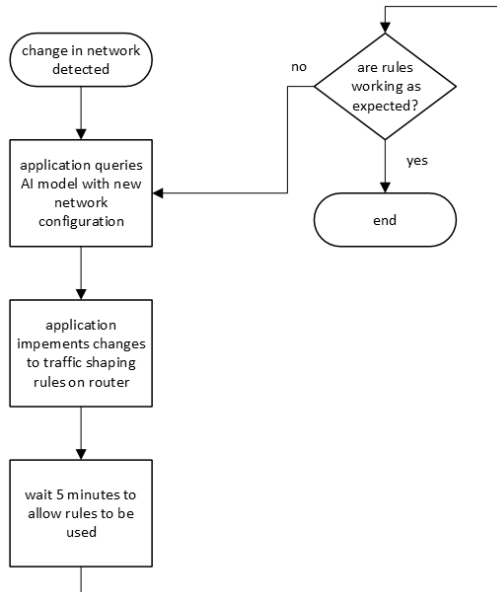 change in network
detected
application queries
AI model with new
network
configuration
application
impements changes
to traffic shaping
rules on router
wait 5 minutes to
allow rules to be
used
are rules
working as
expected?
no
yes
end